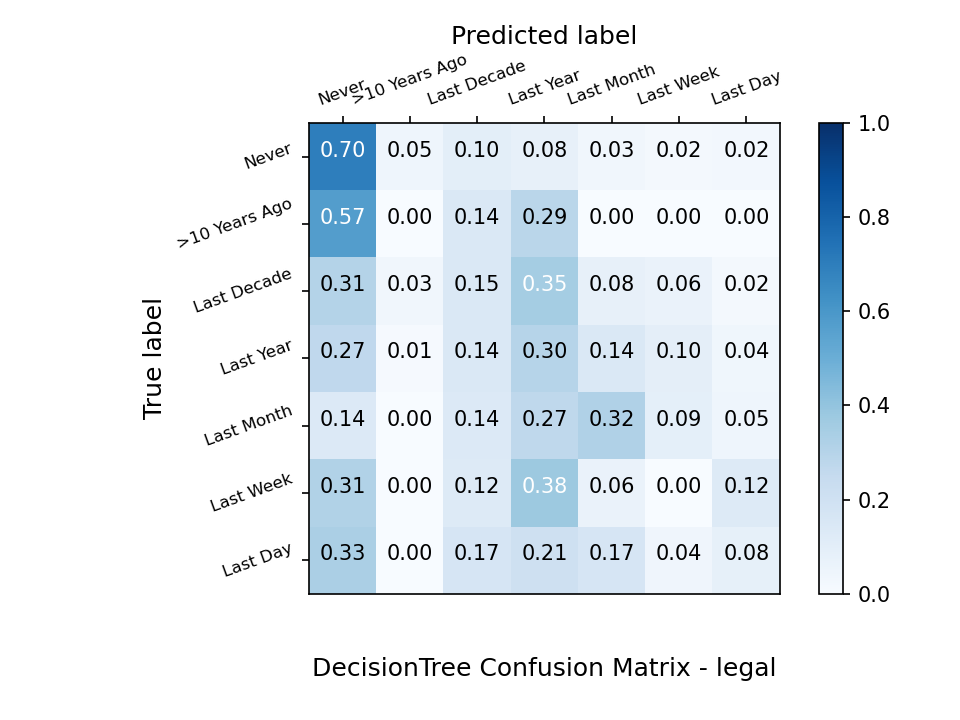 Predicted label
Never >10 Years Ago Last Decade Last Year Last Month Last Week Last Day
Never 0.70 0.05 0.10 0.08 0.03 0.02 0.02
>10 Years Ago 0.57 0.00 0.14 0.29 0.00 0.00 0.00
Last Decade 0.31 0.03 0.15 0.35 0.08 0.06 0.02
Last Year 0.27 0.01 0.14 0.30 0.14 0.10 0.04
Last Month 0.14 0.00 0.14 0.27 0.32 0.09 0.05
Last Week 0.31 0.00 0.12 0.38 0.06 0.00 0.12
Last Day 0.33 0.00 0.17 0.21 0.17 0.04 0.08
True label
1.0
0.8
0.6
0.4
0.2
0.0
DecisionTree Confusion Matrix - legal